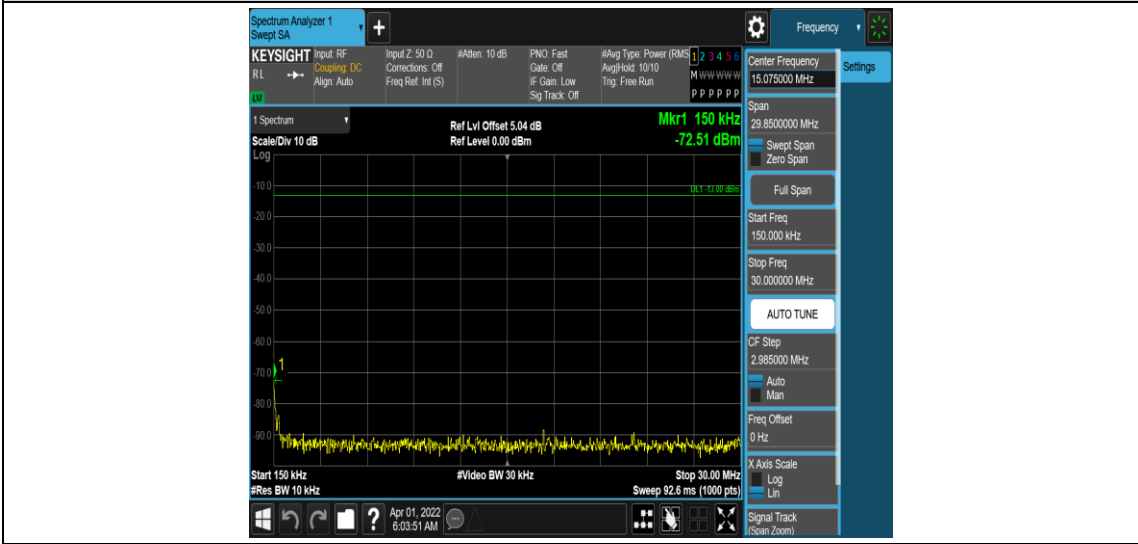 Spectrum Analyzer 1
Swept SA
+
Frequency
KEYSIGHT
RL
LXI
Input: RF
Coupling: DC
Align: Auto
Input Z: 50 Ω
Corrections: Off
Freq Ref: Int (S)
#Atten: 10 dB
PNO: Fast
Gate: Off
IF Gain: Low
Sig Track: Off
#Avg Type: Power (RMS
Avg|Hold: 10/10
Trig: Free Run
1 2 3 4 5 6
M W W W W W
P P P P P P
1 Spectrum
Scale/Div 10 dB
Log
Ref Lvl Offset 5.04 dB
Ref Level 0.00 dBm
Mkr1 150 kHz
-72.51 dBm
DL1 -13.00 dBm
-10.0
-20.0
-30.0
-40.0
-50.0
-60.0
-70.0
-80.0
-90.0
1
Start 150 kHz
#Res BW 10 kHz
#Video BW 30 kHz
Stop 30.00 MHz
Sweep 92.6 ms (1000 pts)
?
Apr 01, 2022
6:03:51 AM
Center Frequency
15.075000 MHz
Settings
Span
29.8500000 MHz
Swept Span
Zero Span
Full Span
Start Freq
150.000 kHz
Stop Freq
30.000000 MHz
AUTO TUNE
CF Step
2.985000 MHz
Auto
Man
Freq Offset
0 Hz
X Axis Scale
Log
Lin
Signal Track
(Span Zoom)